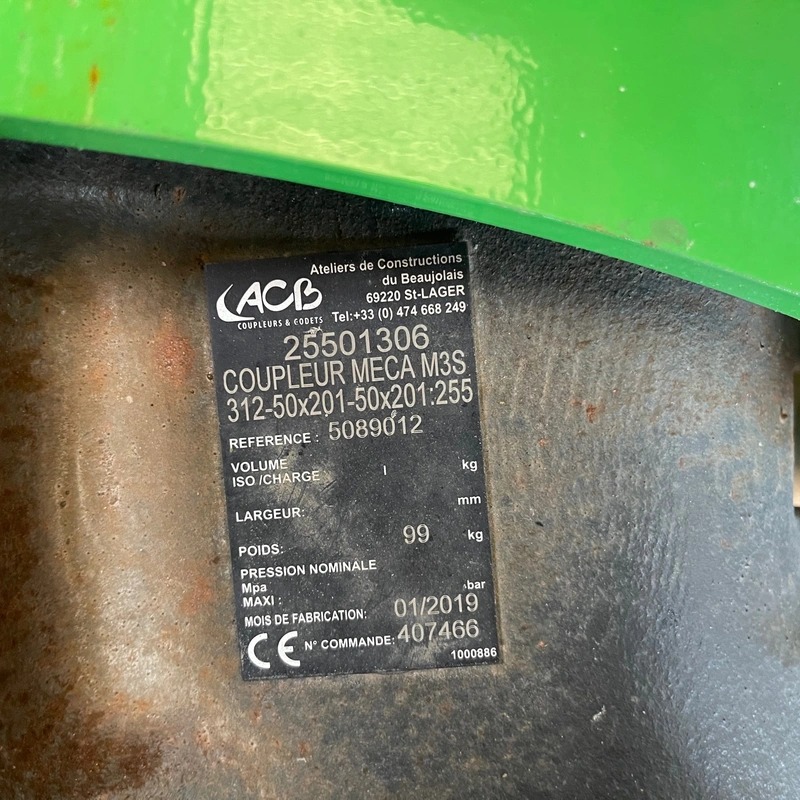 ACB
COUPLEURS & GODETS
Ateliers de Constructions
du Beaujolais
69220 St-LAGER
Tel:+33 (0) 474 668 249
25501306
COUPLEUR MECA M3S
312-50x201-50x201:255
REFERENCE : 5089012
VOLUME
ISO /CHARGE l kg
LARGEUR: mm
POIDS: 99 kg
PRESSION NOMINALE
Mpa bar
MAXI :
MOIS DE FABRICATION: 01/2019
CE N° COMMANDE: 407466
1000886